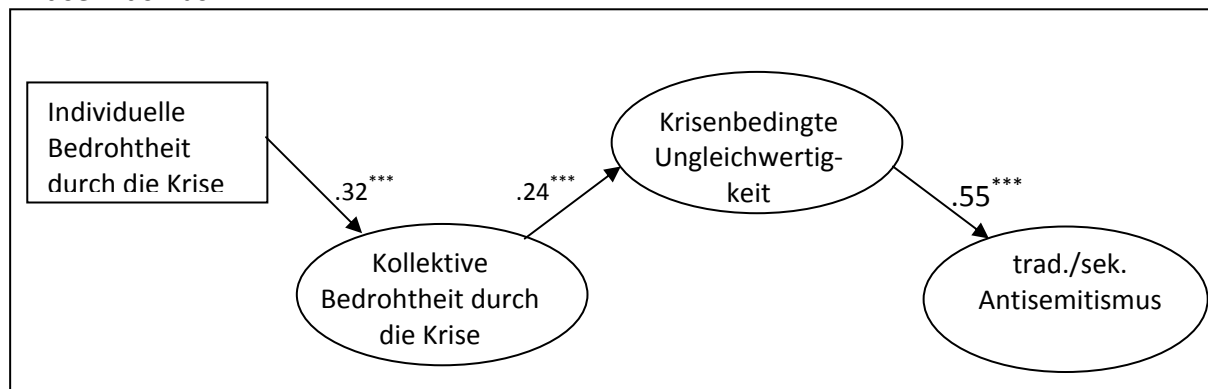 Individuelle
Bedrohtheit
durch die Krise
.32***
Kollektive
Bedrohtheit durch
die Krise
.24***
Krisenbedingte
Ungleichwertig-
keit
.55***
trad./sek.
Antisemitismus